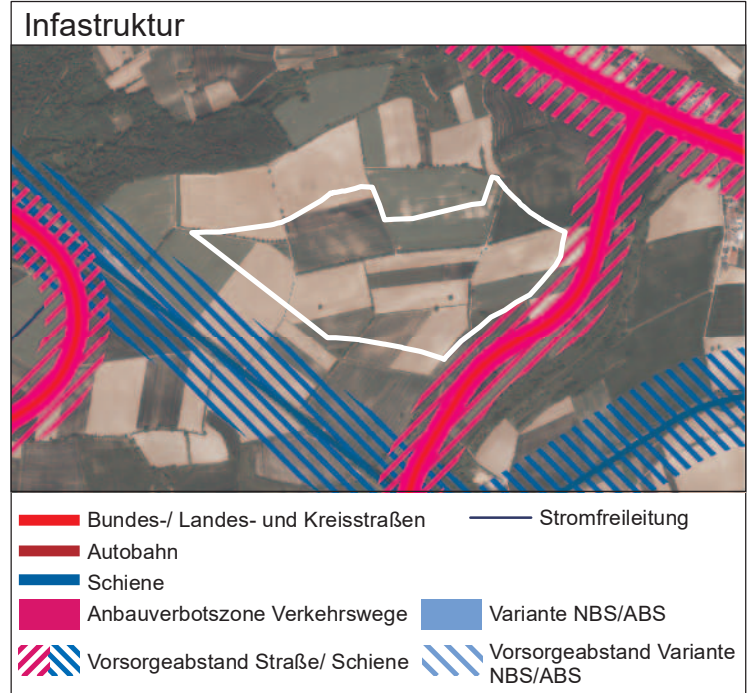 Infastruktur
Bundes-/ Landes- und Kreisstraßen
Stromfreileitung
Autobahn
Schiene
Anbauverbotszone Verkehrswege
Variante NBS/ABS
Vorsorgeabstand Straße/ Schiene
Vorsorgeabstand Variante
NBS/ABS